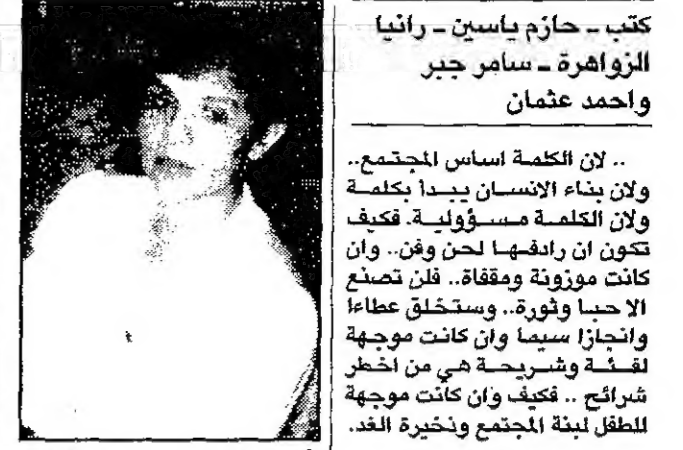 كتب ـ حازم ياسين ـ رانيا
الزواهرة ـ سامر جبر
واحمد عثمان
.. لان الكلمة اساس المجتمع..
ولان بناء الانسان يبدأ بكلمة
ولان الكلمة مسؤولية. فكيف
تكون ان رادفها لحن وفن.. وان
كانت موزونة ومقفاة.. فلن تصنع
الا حبا وثورة.. وستخلق عطاءا
وانجازا سيما وان كانت موجهة
لفئة وشريحة هي من اخطر
شرائح .. فكيف وان كانت موجهة
للطفل لبنة المجتمع وذخيرة الغد.